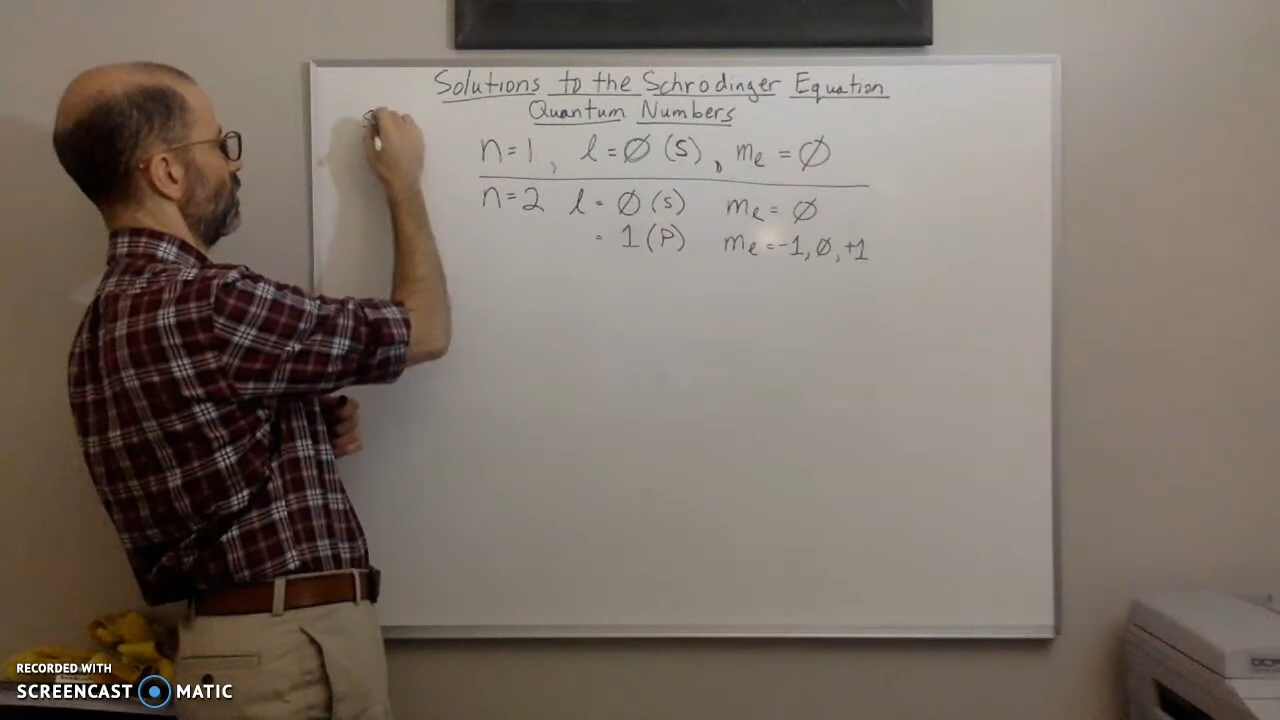 Solutions to the Schrodinger Equation
Quantum Numbers
n=1, l=∅ (s), mℓ =∅
n=2 l=∅ (s) mℓ=∅
=1 (p) mℓ=-1,∅,+1
RECORDED WITH
SCREENCAST MATIC